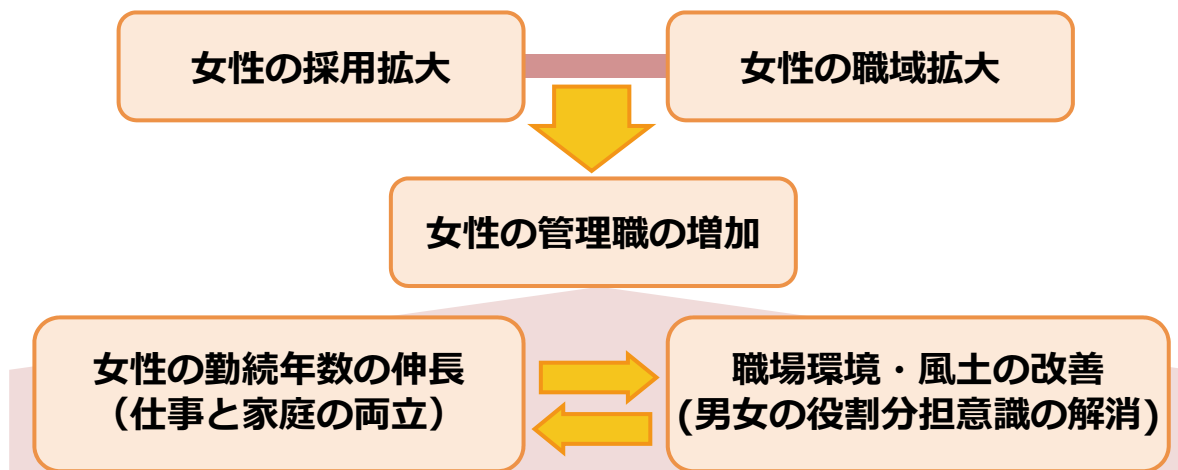 女性の採用拡大
女性の職域拡大
女性の管理職の増加
女性の勤続年数の伸長
（仕事と家庭の両立）
職場環境・風土の改善
(男女の役割分担意識の解消)